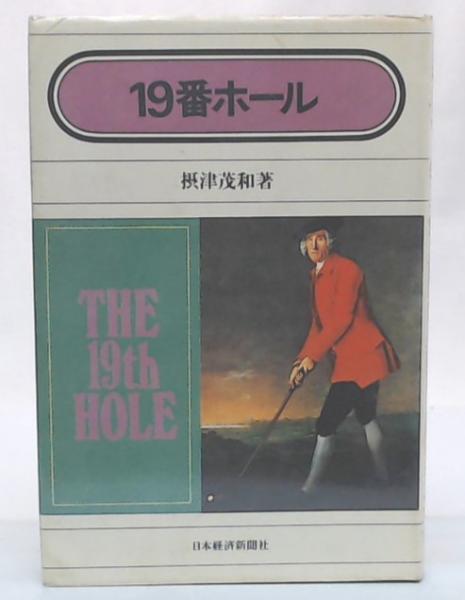 19番ホール
摂津茂和著
THE
19th
HOLE
日本経済新聞社